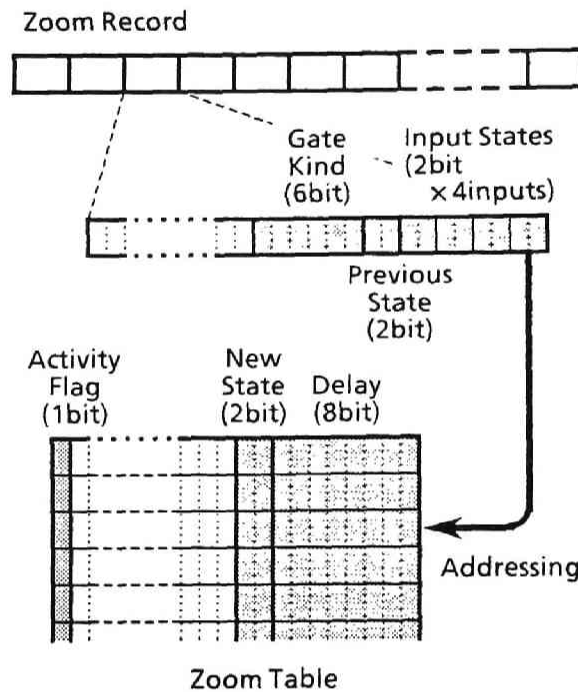 Zoom Record
Gate
Kind
(6bit)
Input States
(2bit
×4inputs)
Previous
State
(2bit)
Activity
Flag
(1bit)
New
State
(2bit)
Delay
(8bit)
Addressing
Zoom Table